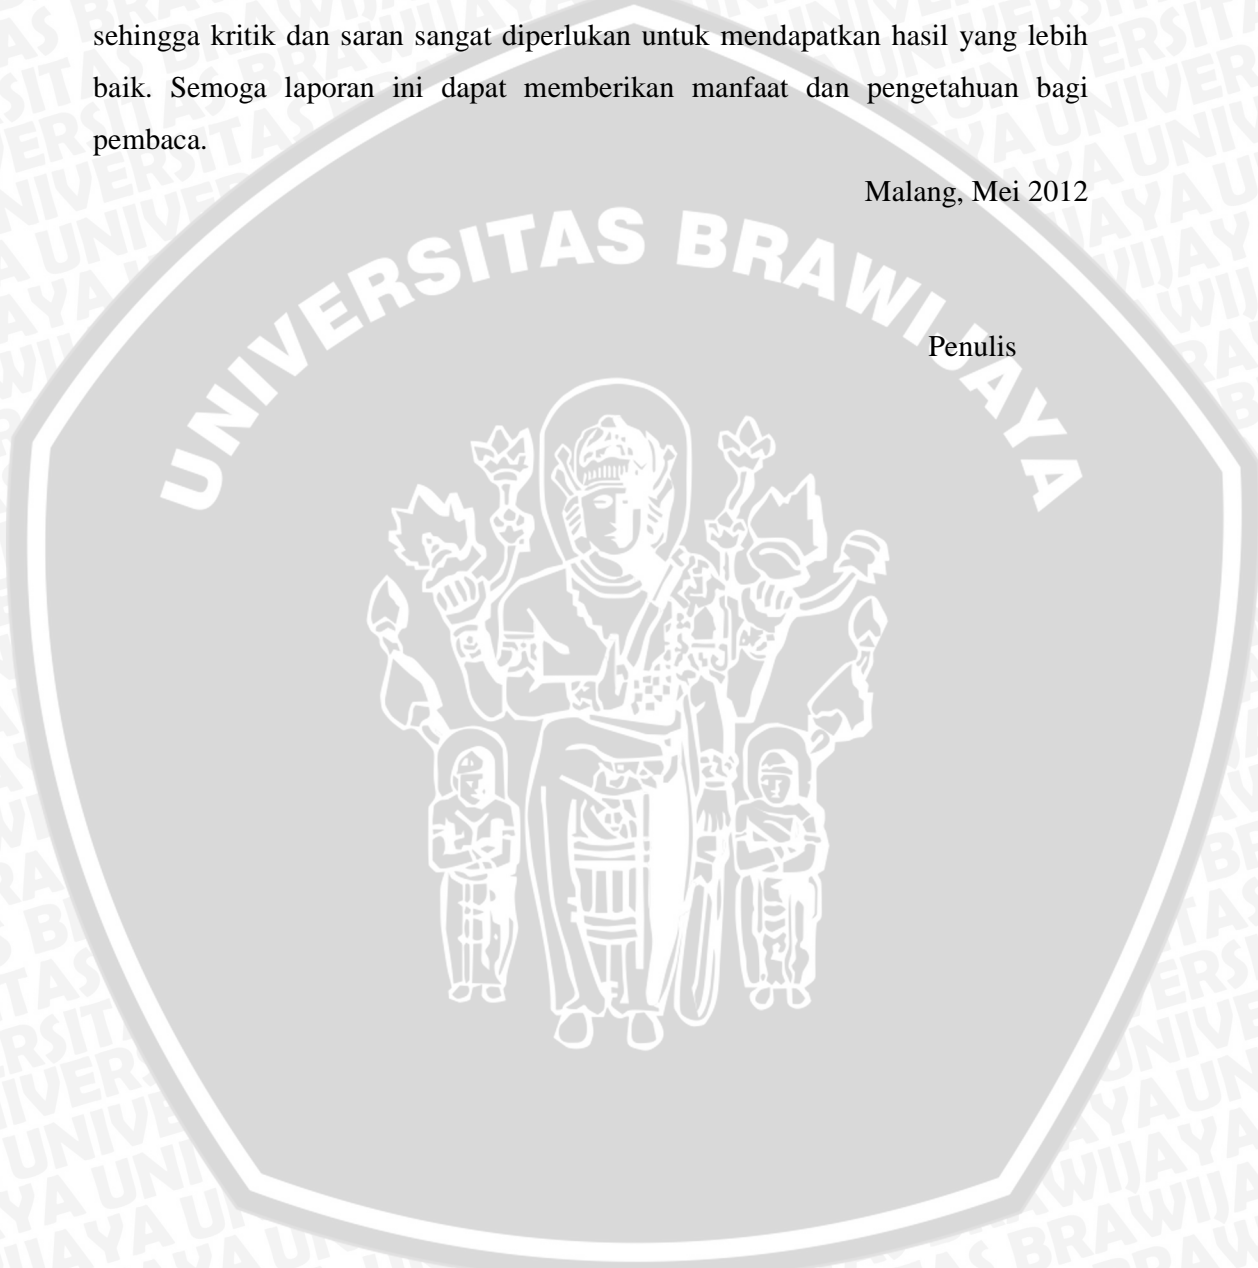 sehingga kritik dan saran sangat diperlukan untuk mendapatkan hasil yang lebih
baik. Semoga laporan ini dapat memberikan manfaat dan pengetahuan bagi
pembaca.
Malang, Mei 2012
UNIVERSITAS BRAWIJAYA
Penulis